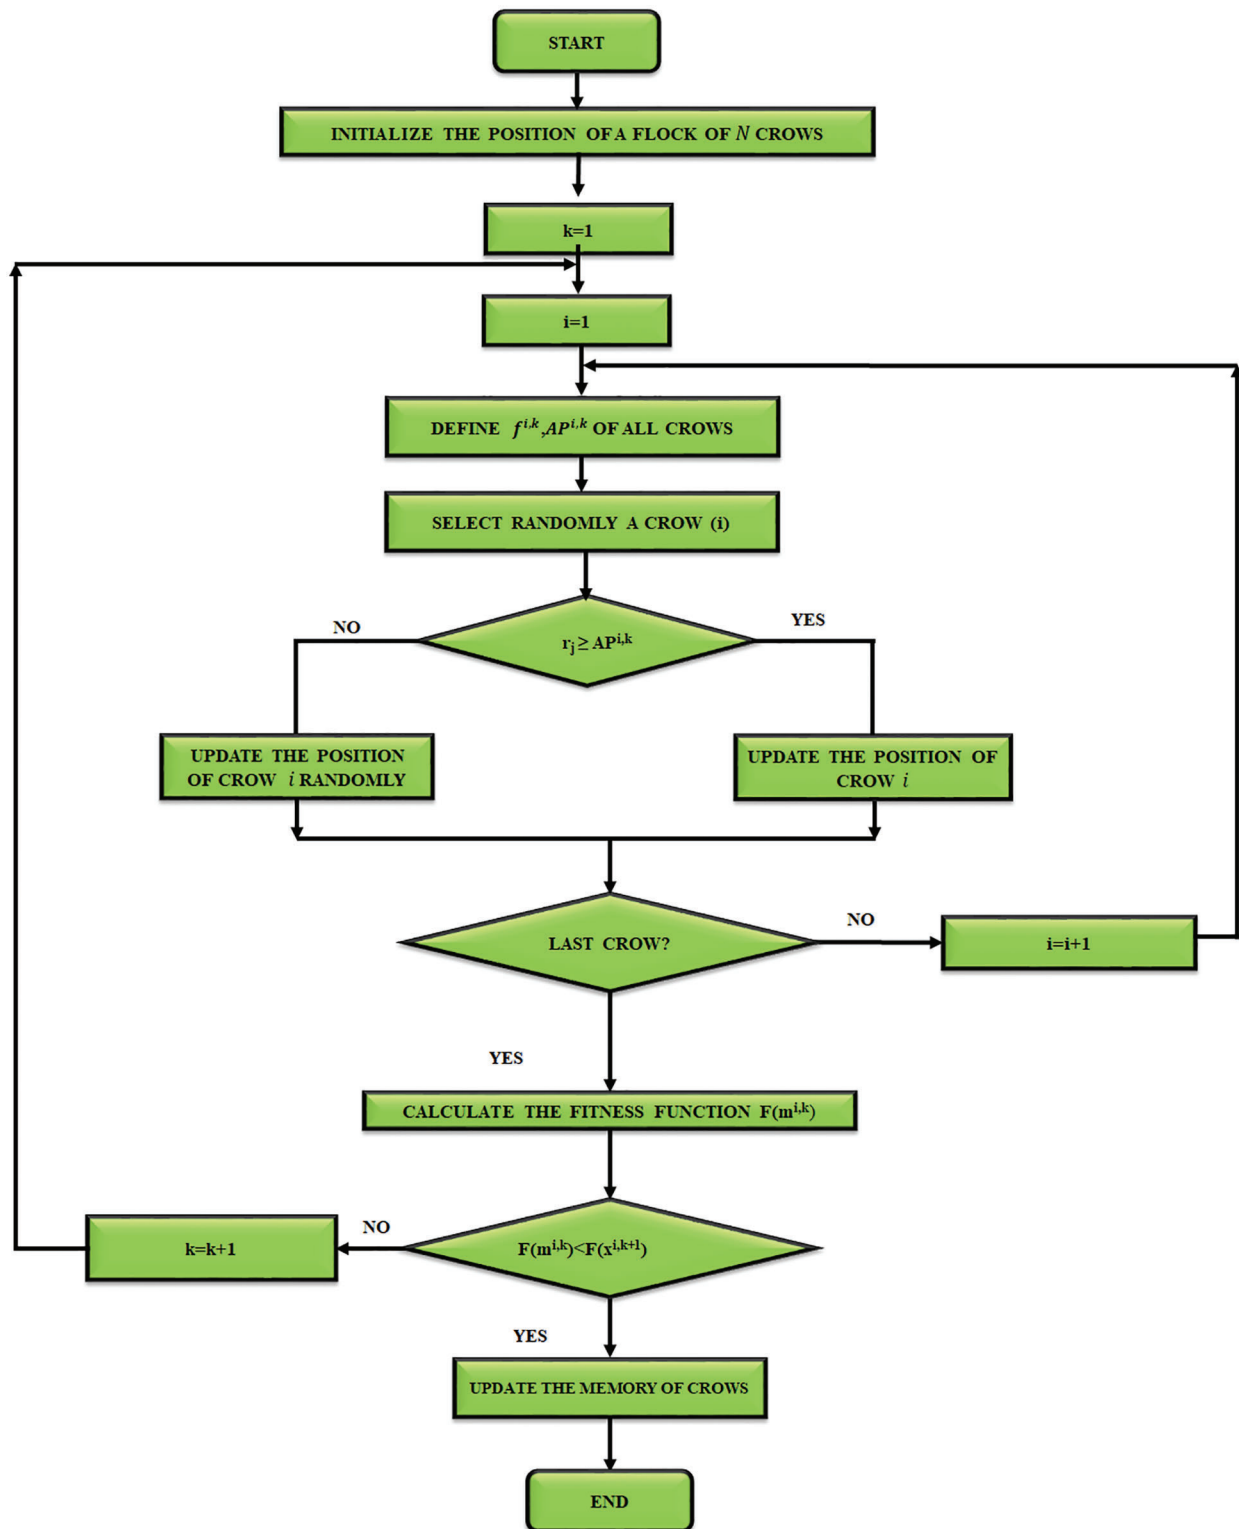 START
INITIALIZE THE POSITION OF A FLOCK OF N CROWS
k=1
i=1
DEFINE f^{i,k},AP^{i,k} OF ALL CROWS
SELECT RANDOMLY A CROW (i)
NO
YES
r_j ≥ AP^{i,k}
UPDATE THE POSITION
OF CROW i RANDOMLY
UPDATE THE POSITION OF
CROW i
LAST CROW?
NO
i=i+1
YES
CALCULATE THE FITNESS FUNCTION F(m^{i,k})
k=k+1
NO
F(m^{i,k})<F(x^{i,k+1})
YES
UPDATE THE MEMORY OF CROWS
END